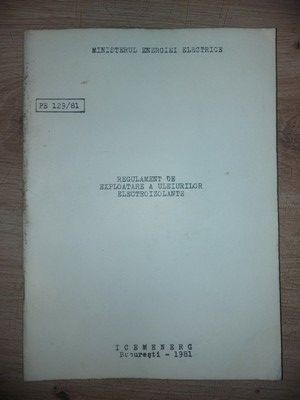 MINISTERUL ENERGIEI ELECTRICE
PE 129/81
REGULAMENT DE
EXPLOATARE A ULEIURILOR
ELECTROIZOLANTE
ICEMENERG
Bucureşti - 1981